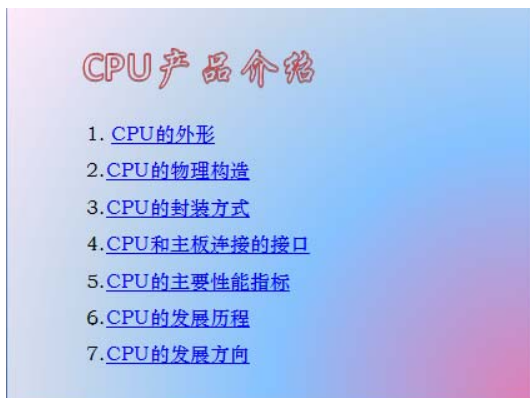 CPU产品介绍
1. CPU的外形
2.CPU的物理构造
3.CPU的封装方式
4.CPU和主板连接的接口
5.CPU的主要性能指标
6.CPU的发展历程
7.CPU的发展方向